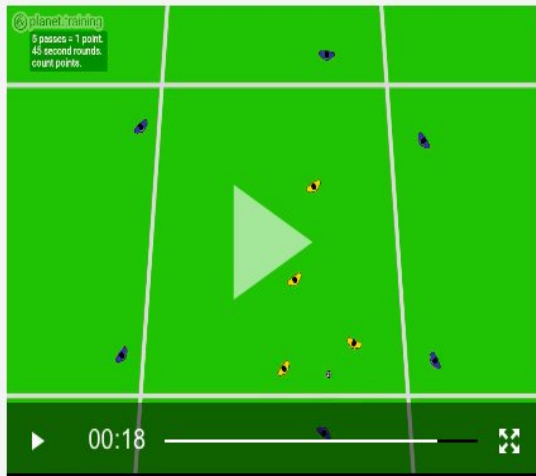 planet.training
5 passes = 1 point.
45 second rounds.
count points.
00:18